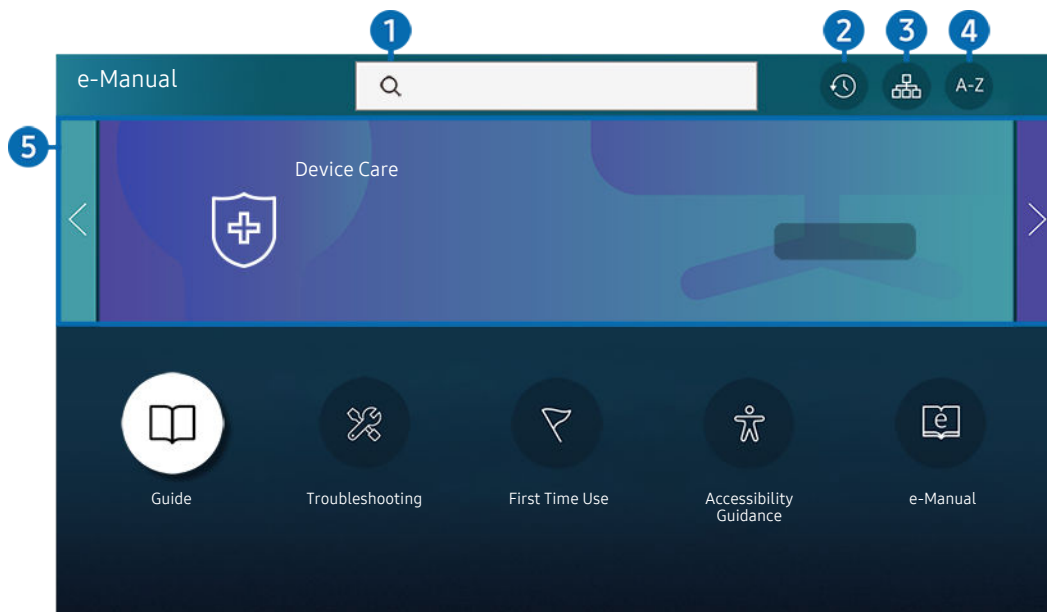 1
2
3
4
e-Manual
A-Z
5
Device Care
Guide
Troubleshooting
First Time Use
Accessibility
Guidance
e
e-Manual